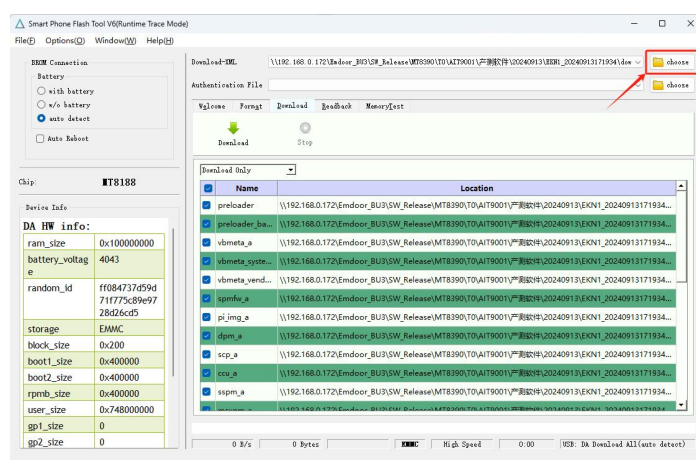 Smart Phone Flash Tool V6(Runtime Trace Mode)
File(F) Options(O) Window(W) Help(H)
BROM Connection
Battery
with battery
w/o battery
auto detect
Auto Reboot
Chip: MT8188
Device Info
DA HW info:
ram_size 0x100000000
battery_voltag
e 4043
random_id ff084737d59d
71f775c89e97
28d26cd5
storage EMMC
block_size 0x200
boot1_size 0x400000
boot2_size 0x400000
rpmb_size 0x400000
user_size 0x748000000
gp1_size 0
gp2_size 0
Download-XML \\192.168.0.172\Emdoor_BU3\SW_Release\MT8390\T0\AIT9001\产测软件\20240913\EKN1_20240913171934\dow choose
Authentication File choose
Welcome Format Download Readback MemoryTest
Download Stop
Download Only
Name Location
preloader \\192.168.0.172\Emdoor_BU3\SW_Release\MT8390\T0\AIT9001\产测软件\20240913\EKN1_20240913171934...
preloader_ba... \\192.168.0.172\Emdoor_BU3\SW_Release\MT8390\T0\AIT9001\产测软件\20240913\EKN1_20240913171934...
vbmeta_a \\192.168.0.172\Emdoor_BU3\SW_Release\MT8390\T0\AIT9001\产测软件\20240913\EKN1_20240913171934...
vbmeta_syste... \\192.168.0.172\Emdoor_BU3\SW_Release\MT8390\T0\AIT9001\产测软件\20240913\EKN1_20240913171934...
vbmeta_vend... \\192.168.0.172\Emdoor_BU3\SW_Release\MT8390\T0\AIT9001\产测软件\20240913\EKN1_20240913171934...
spmfw_a \\192.168.0.172\Emdoor_BU3\SW_Release\MT8390\T0\AIT9001\产测软件\20240913\EKN1_20240913171934...
pi_img_a \\192.168.0.172\Emdoor_BU3\SW_Release\MT8390\T0\AIT9001\产测软件\20240913\EKN1_20240913171934...
dpm_a \\192.168.0.172\Emdoor_BU3\SW_Release\MT8390\T0\AIT9001\产测软件\20240913\EKN1_20240913171934...
scp_a \\192.168.0.172\Emdoor_BU3\SW_Release\MT8390\T0\AIT9001\产测软件\20240913\EKN1_20240913171934...
ccu_a \\192.168.0.172\Emdoor_BU3\SW_Release\MT8390\T0\AIT9001\产测软件\20240913\EKN1_20240913171934...
sspm_a \\192.168.0.172\Emdoor_BU3\SW_Release\MT8390\T0\AIT9001\产测软件\20240913\EKN1_20240913171934...
0 B/s 0 Bytes EMMC High Speed 0:00 USB: DA Download All(auto detect)